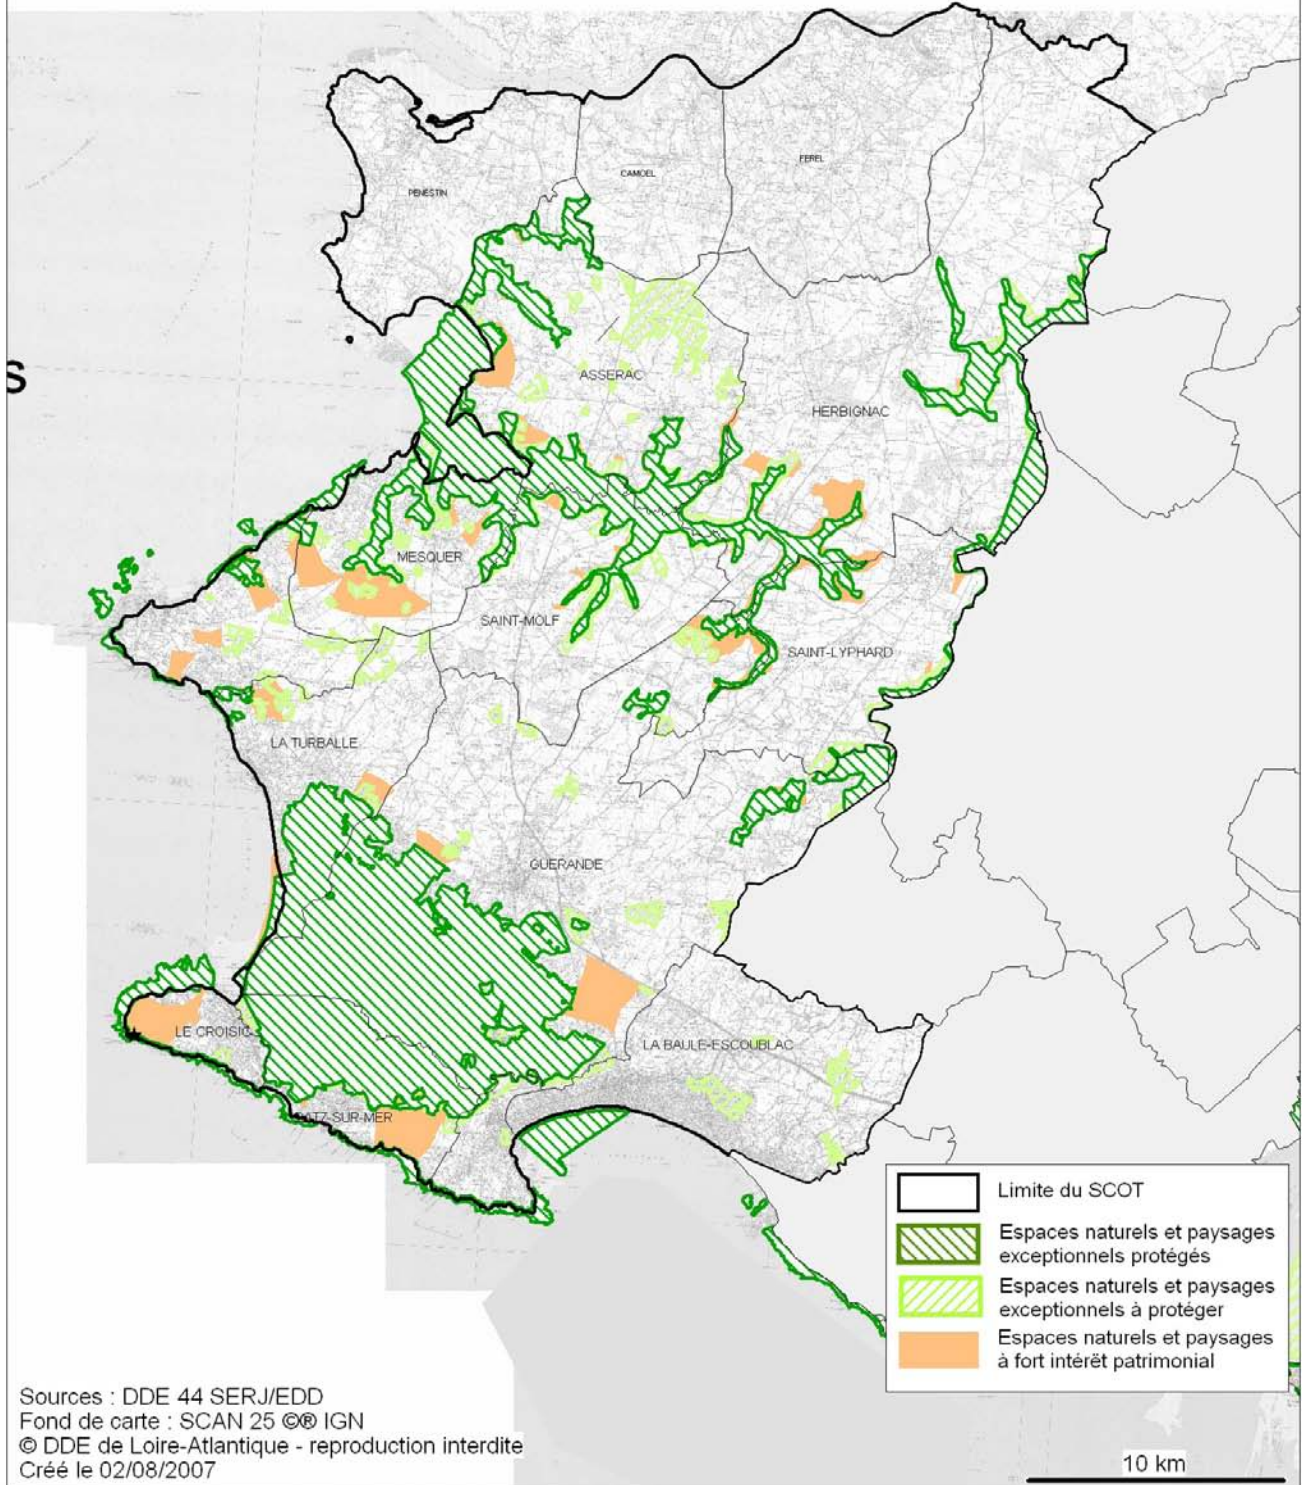 s
PENESTIN
CAMOEL
FEREL
ASSERAC
HERBIGNAC
MESQUER
SAINT-MOLF
SAINT-LYPHARD
LA TURBALLE
GUERANDE
LE CROISIC
LA BAULE-ESCOUBLAC
BATZ-SUR-MER
Limite du SCOT
Espaces naturels et paysages
exceptionnels protégés
Espaces naturels et paysages
exceptionnels à protéger
Espaces naturels et paysages
à fort intérêt patrimonial
Sources : DDE 44 SERJ/EDD
Fond de carte : SCAN 25 ©® IGN
© DDE de Loire-Atlantique - reproduction interdite
Créé le 02/08/2007
10 km